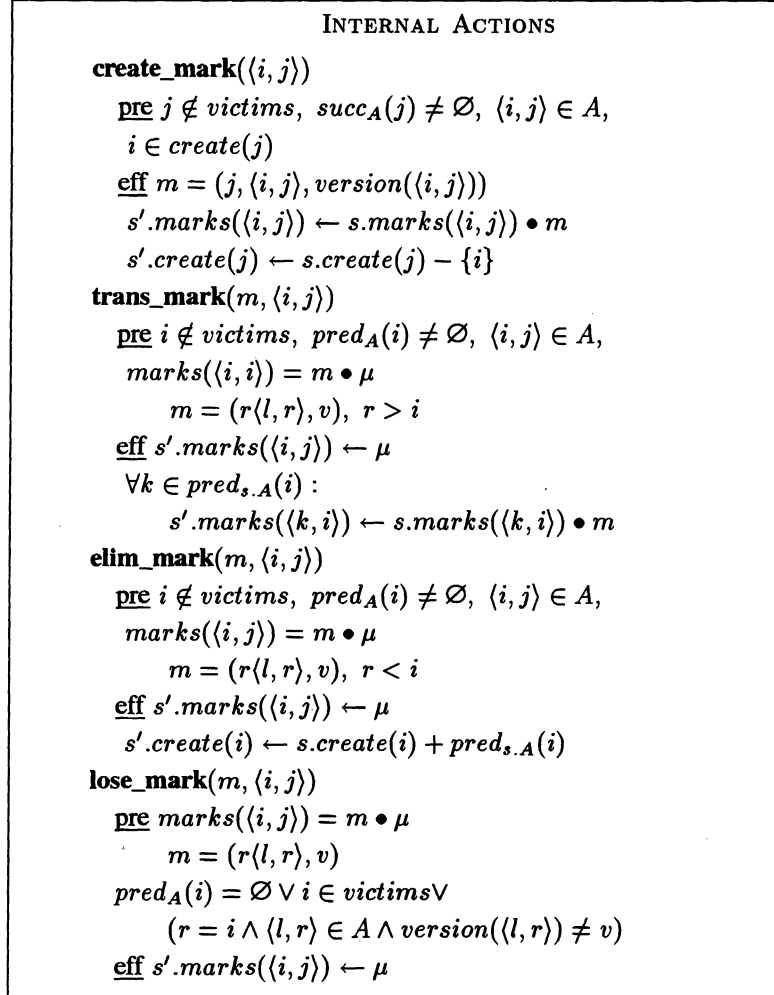 INTERNAL ACTIONS
create_mark(⟨i, j⟩)
pre j ∉ victims, succ_A(j) ≠ ∅, ⟨i, j⟩ ∈ A,
i ∈ create(j)
eff m = (j, ⟨i, j⟩, version(⟨i, j⟩))
s′.marks(⟨i, j⟩) ← s.marks(⟨i, j⟩) • m
s′.create(j) ← s.create(j) − {i}
trans_mark(m, ⟨i, j⟩)
pre i ∉ victims, pred_A(i) ≠ ∅, ⟨i, j⟩ ∈ A,
marks(⟨i, i⟩) = m • μ
m = (r⟨l, r⟩, v), r > i
eff s′.marks(⟨i, j⟩) ← μ
∀k ∈ pred_{s.A}(i) :
s′.marks(⟨k, i⟩) ← s.marks(⟨k, i⟩) • m
elim_mark(m, ⟨i, j⟩)
pre i ∉ victims, pred_A(i) ≠ ∅, ⟨i, j⟩ ∈ A,
marks(⟨i, j⟩) = m • μ
m = (r⟨l, r⟩, v), r < i
eff s′.marks(⟨i, j⟩) ← μ
s′.create(i) ← s.create(i) + pred_{s.A}(i)
lose_mark(m, ⟨i, j⟩)
pre marks(⟨i, j⟩) = m • μ
m = (r⟨l, r⟩, v)
pred_A(i) = ∅ ∨ i ∈ victims∨
(r = i ∧ ⟨l, r⟩ ∈ A ∧ version(⟨l, r⟩) ≠ v)
eff s′.marks(⟨i, j⟩) ← μ